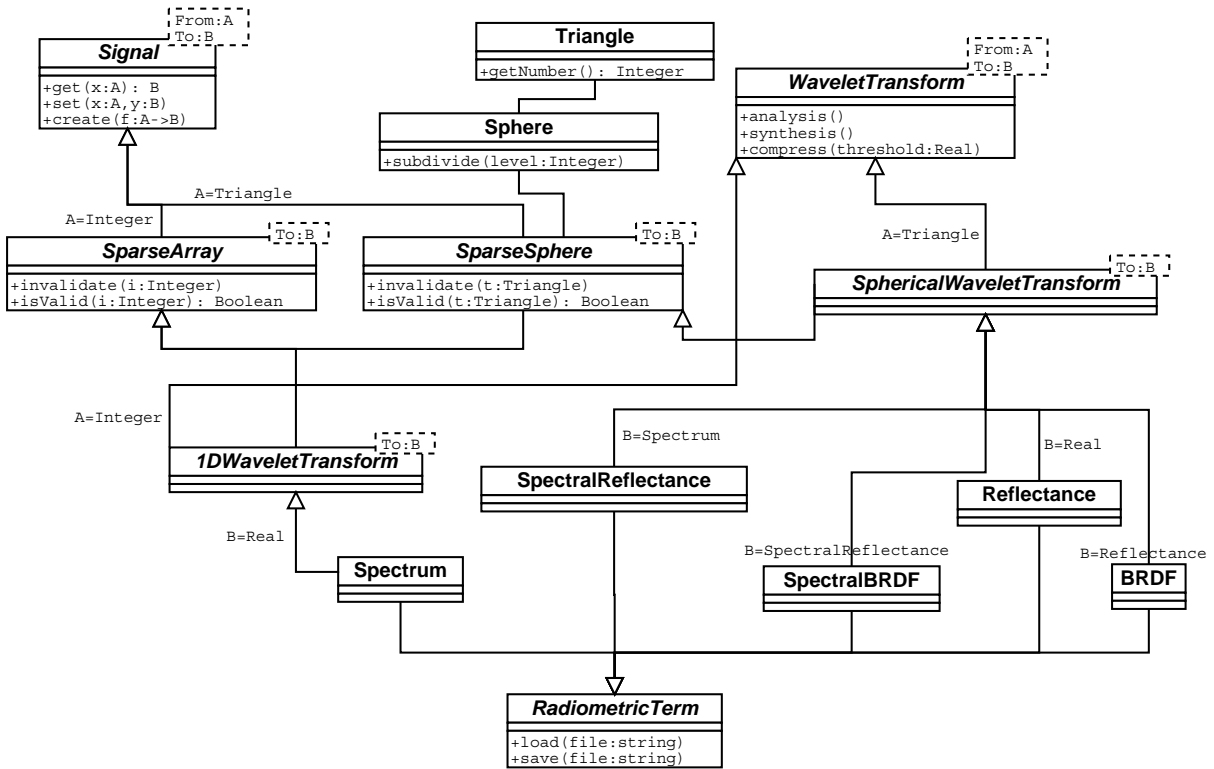 From:A
To:B
Signal
+get(x:A): B
+set(x:A,y:B)
+create(f:A->B)
Triangle
+getNumber(): Integer
From:A
To:B
WaveletTransform
+analysis()
+synthesis()
+compress(threshold:Real)
Sphere
+subdivide(level:Integer)
A=Triangle
A=Integer
To:B
SparseArray
+invalidate(i:Integer)
+isValid(i:Integer): Boolean
To:B
SparseSphere
+invalidate(t:Triangle)
+isValid(t:Triangle): Boolean
A=Triangle
To:B
SphericalWaveletTransform
A=Integer
To:B
1DWaveletTransform
B=Spectrum
SpectralReflectance
B=Real
Reflectance
B=Real
Spectrum
B=SpectralReflectance
SpectralBRDF
B=Reflectance
BRDF
RadiometricTerm
+load(file:string)
+save(file:string)